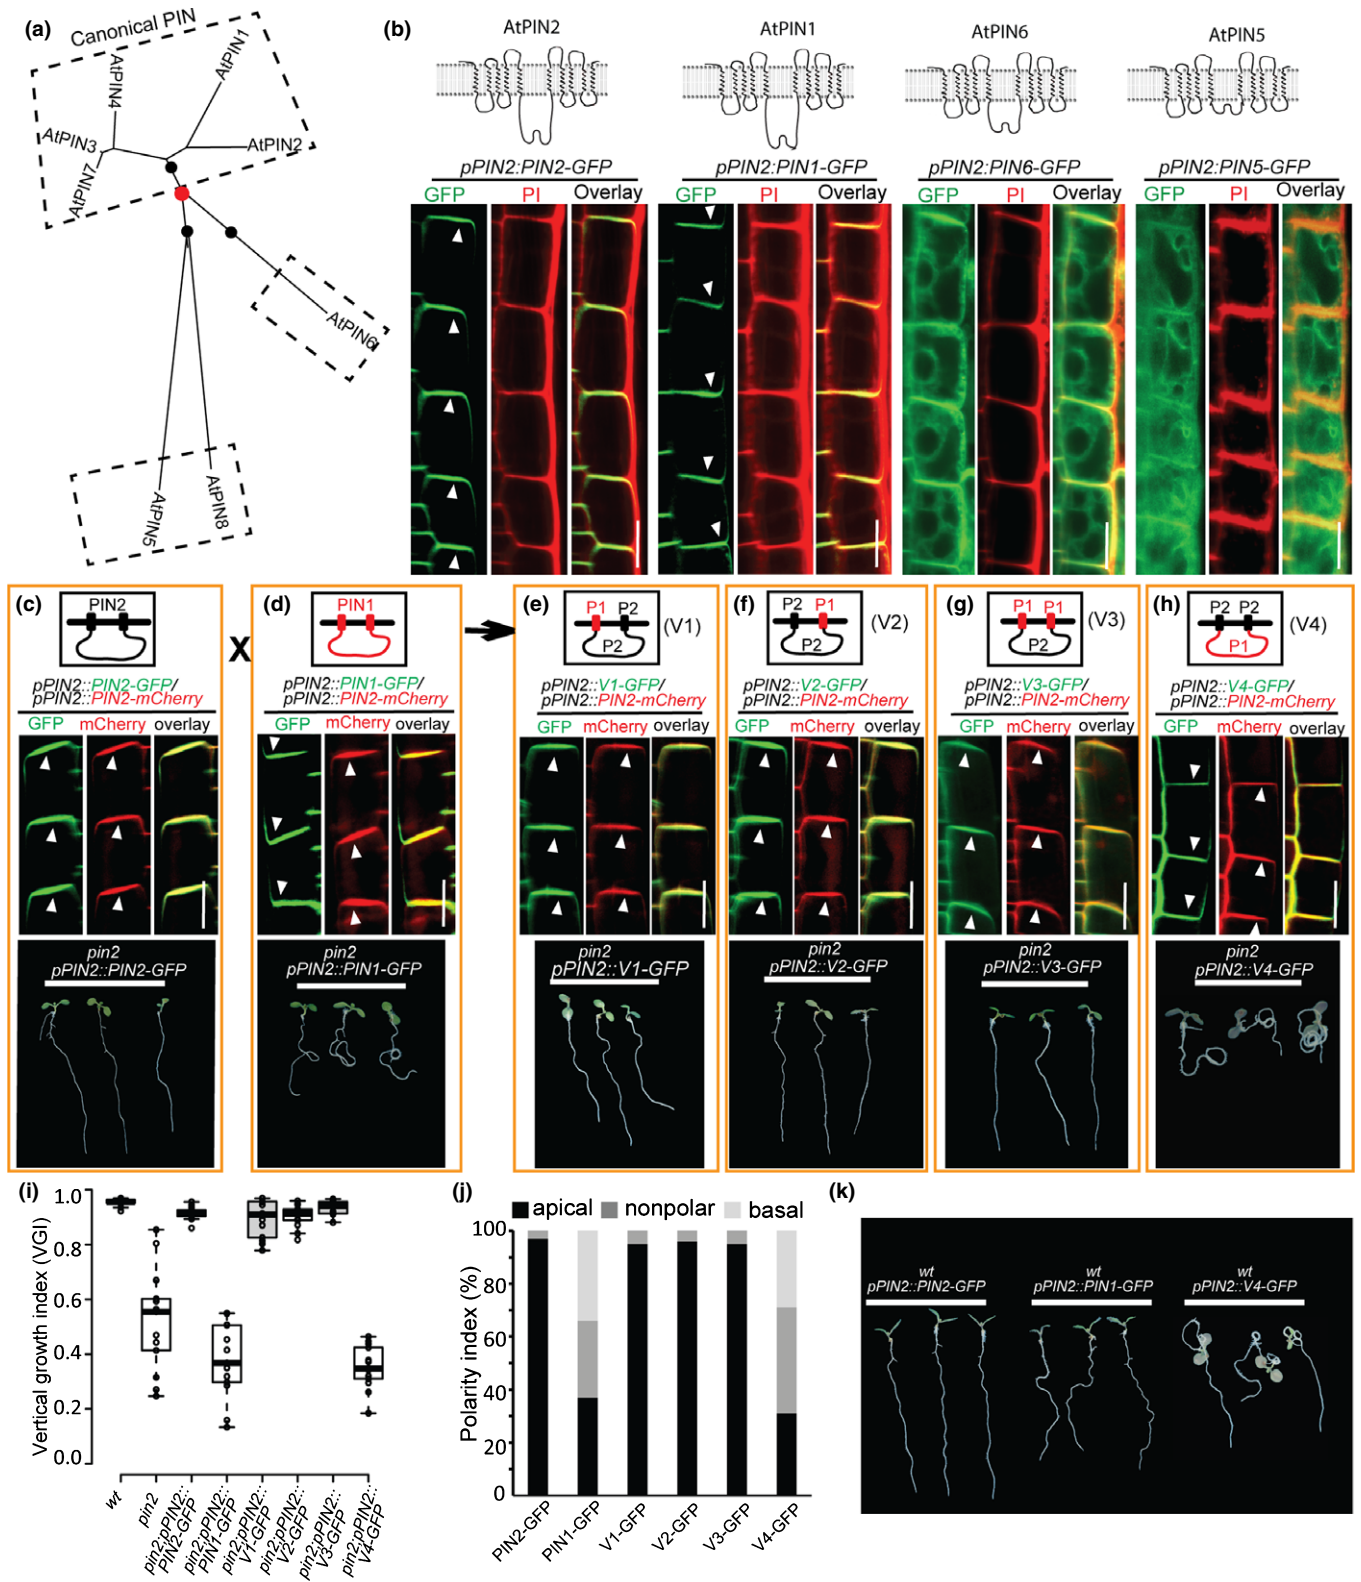 (a)
Canonical PIN
AtPIN4
AtPIN1
AtPIN3
AtPIN2
AtPIN7
AtPIN6
AtPIN5
AtPIN8
(b)
AtPIN2
AtPIN1
AtPIN6
AtPIN5
pPIN2:PIN2-GFP
pPIN2:PIN1-GFP
pPIN2:PIN6-GFP
pPIN2:PIN5-GFP
GFP PI Overlay
GFP PI Overlay
GFP PI Overlay
GFP PI Overlay
(c)
PIN2
pPIN2::PIN2-GFP/
pPIN2::PIN2-mCherry
GFP mCherry overlay
pin2
pPIN2::PIN2-GFP
X
(d)
PIN1
pPIN2::PIN1-GFP/
pPIN2::PIN2-mCherry
GFP mCherry overlay
pin2
pPIN2::PIN1-GFP
(e)
P1 P2
P2
(V1)
pPIN2::V1-GFP/
pPIN2::PIN2-mCherry
GFP mCherry overlay
pin2
pPIN2::V1-GFP
(f)
P2 P1
P2
(V2)
pPIN2::V2-GFP/
pPIN2::PIN2-mCherry
GFP mCherry overlay
pin2
pPIN2::V2-GFP
(g)
P1 P1
P2
(V3)
pPIN2::V3-GFP/
pPIN2::PIN2-mCherry
GFP mCherry overlay
pin2
pPIN2::V3-GFP
(h)
P2 P2
P1
(V4)
pPIN2::V4-GFP/
pPIN2::PIN2-mCherry
GFP mCherry overlay
pin2
pPIN2::V4-GFP
(i)
Vertical growth index (VGI)
1.0
0.8
0.6
0.4
0.2
0.0
wt
pin2
pin2;pPIN2::
PIN2-GFP
pin2;pPIN2::
PIN1-GFP
pin2;pPIN2::
V1-GFP
pin2;pPIN2::
V2-GFP
pin2;pPIN2::
V3-GFP
pin2;pPIN2::
V4-GFP
(j)
apical nonpolar basal
Polarity index (%)
100
80
60
40
20
0
PIN2-GFP
PIN1-GFP
V1-GFP
V2-GFP
V3-GFP
V4-GFP
(k)
wt
pPIN2::PIN2-GFP
wt
pPIN2::PIN1-GFP
wt
pPIN2::V4-GFP